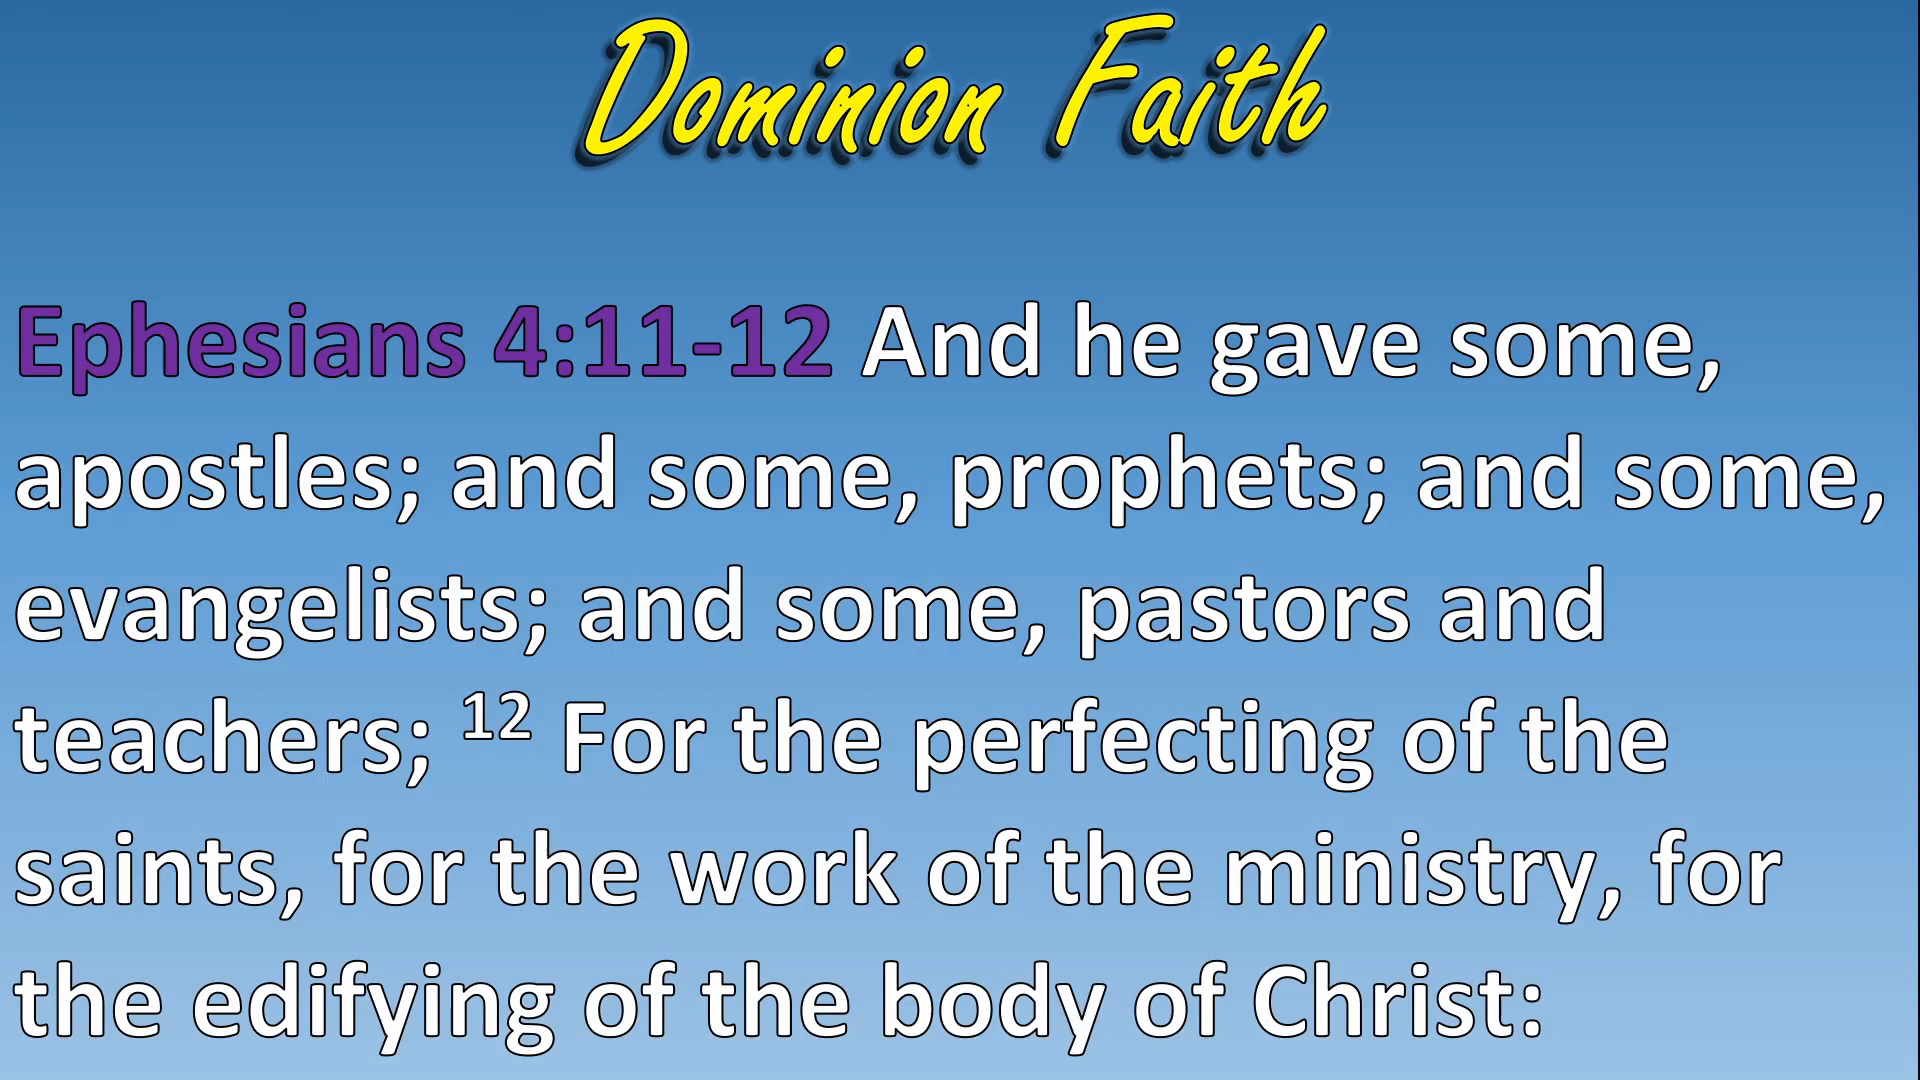 Dominion Faith
Ephesians 4:11-12 And he gave some,
apostles; and some, prophets; and some,
evangelists; and some, pastors and
teachers; 12 For the perfecting of the
saints, for the work of the ministry, for
the edifying of the body of Christ: